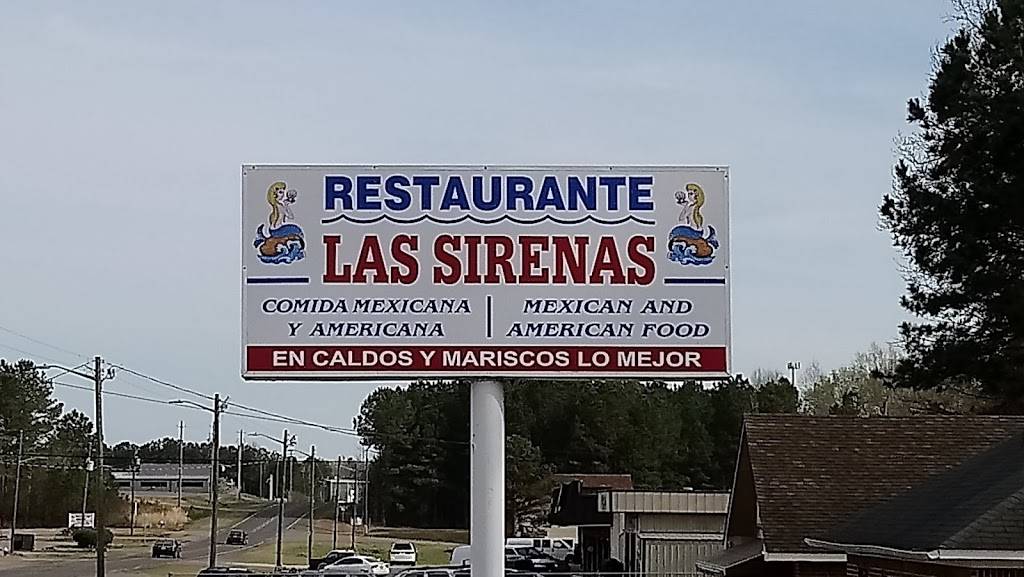 RESTAURANTE
LAS SIRENAS
COMIDA MEXICANA
Y AMERICANA
MEXICAN AND
AMERICAN FOOD
EN CALDOS Y MARISCOS LO MEJOR